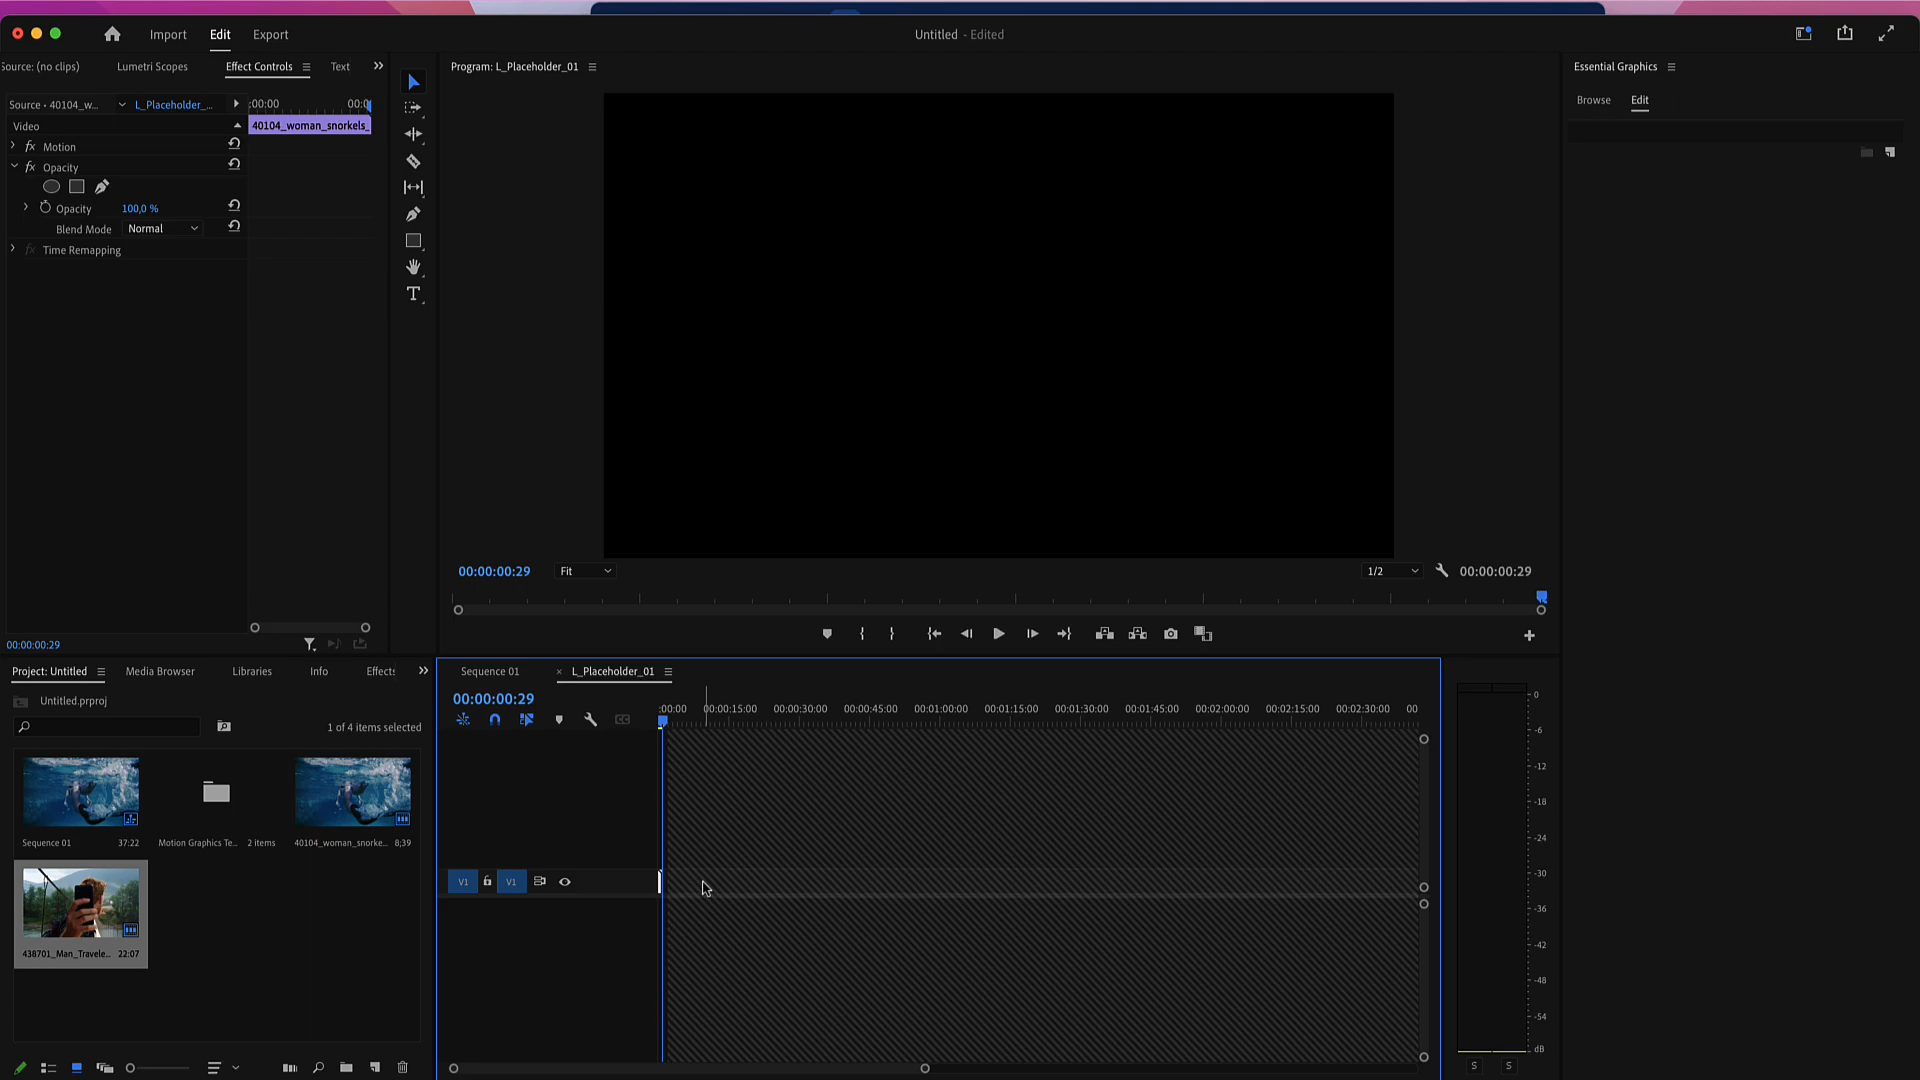 Import
Edit
Export
Untitled - Edited
Source: (no clips)
Lumetri Scopes
Effect Controls
Text
Program: L_Placeholder_01
Essential Graphics
Browse
Edit
Source • 40104_w...
L_Placeholder_...
:00:00
00:0
Video
40104_woman_snorkels_
fx Motion
fx Opacity
Opacity
100,0 %
Blend Mode
Normal
fx Time Remapping
00:00:00:29
Fit
1/2
00:00:00:29
00:00:00:29
Project: Untitled
Media Browser
Libraries
Info
Effects
Sequence 01
× L_Placeholder_01
Untitled.prproj
1 of 4 items selected
00:00:00:29
:00:00
00:00:15:00
00:00:30:00
00:00:45:00
00:01:00:00
00:01:15:00
00:01:30:00
00:01:45:00
00:02:00:00
00:02:15:00
00:02:30:00
00
Sequence 01
37:22
Motion Graphics Te...
2 items
40104_woman_snorke...
8;39
438701_Man_Travele...
22:07
V1
V1
0
-6
-12
-18
-24
-30
-36
-42
-48
-54
dB
S
S